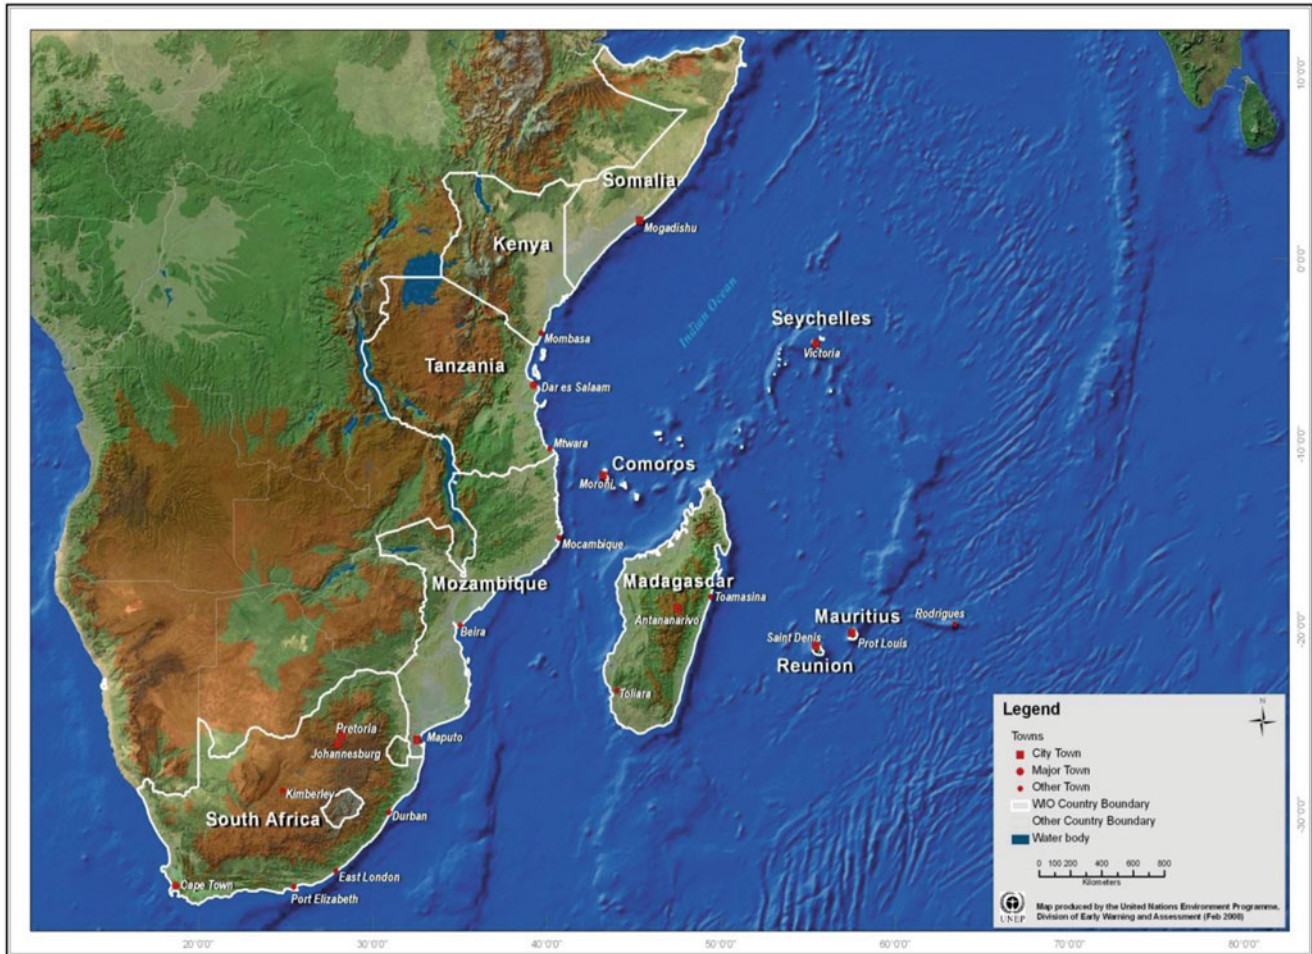 Somalia
Mogadishu
Kenya
Indian Ocean
Seychelles
Victoria
Mombasa
Tanzania
Dar es Salaam
Mtwara
Comoros
Moroni
Mocambique
Mozambique
Madagasdar
Toamasina
Antananarivo
Mauritius
Rodrigues
Saint Denis
Prot Louis
Reunion
Beira
Toliara
Pretoria
Johannesburg
Maputo
Kimberley
South Africa
Durban
East London
Cape Town
Port Elizabeth
Legend
N
Towns
City Town
Major Town
Other Town
WIO Country Boundary
Other Country Boundary
Water body
0 100 200 400 600 800
Kilometers
UNEP
Map produced by the United Nations Environment Programme,
Division of Early Warning and Assessment (Feb 2008)
10°0'0"
0°0'0"
-10°0'0"
-20°0'0"
-30°0'0"
20°0'0" 30°0'0" 40°0'0" 50°0'0" 60°0'0" 70°0'0" 80°0'0"